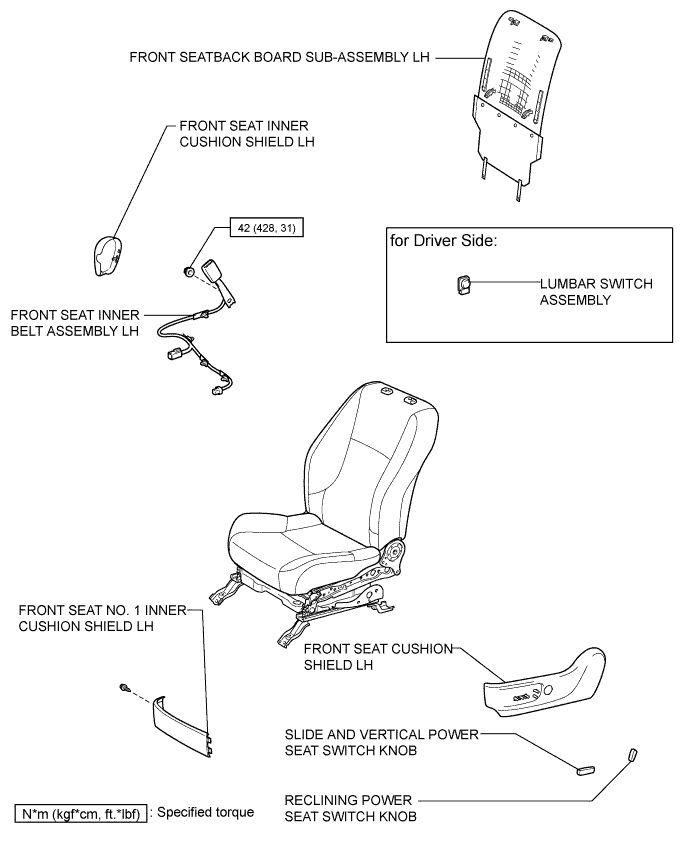 FRONT SEATBACK BOARD SUB-ASSEMBLY LH
FRONT SEAT INNER
CUSHION SHIELD LH
42 (428, 31)
for Driver Side:
LUMBAR SWITCH
ASSEMBLY
FRONT SEAT INNER
BELT ASSEMBLY LH
FRONT SEAT NO. 1 INNER
CUSHION SHIELD LH
FRONT SEAT CUSHION
SHIELD LH
SLIDE AND VERTICAL POWER
SEAT SWITCH KNOB
RECLINING POWER
SEAT SWITCH KNOB
N*m (kgf*cm, ft.*lbf) : Specified torque